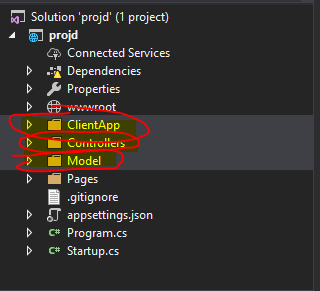 Solution 'projd' (1 project)
projd
Connected Services
Dependencies
Properties
wwwroot
ClientApp
Controllers
Model
Pages
.gitignore
appsettings.json
C# Program.cs
C# Startup.cs